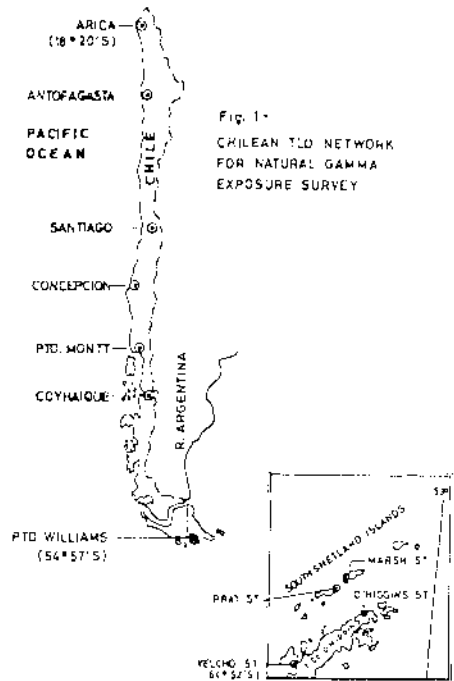 ARICA
(18°20'S)
ANTOFAGASTA
PACIFIC
OCEAN
CHILE
Fig. 1-
CHILEAN TLD NETWORK
FOR NATURAL GAMMA
EXPOSURE SURVEY
SANTIAGO
CONCEPCION
PTO. MONTT
COYHAIQUE
R. ARGENTINA
PTO WILLIAMS
(54°57'S)
SOUTH SHETLAND ISLANDS
MARSH ST
PRAT ST
O'HIGGINS ST
YELCHO ST
(64°52'S)